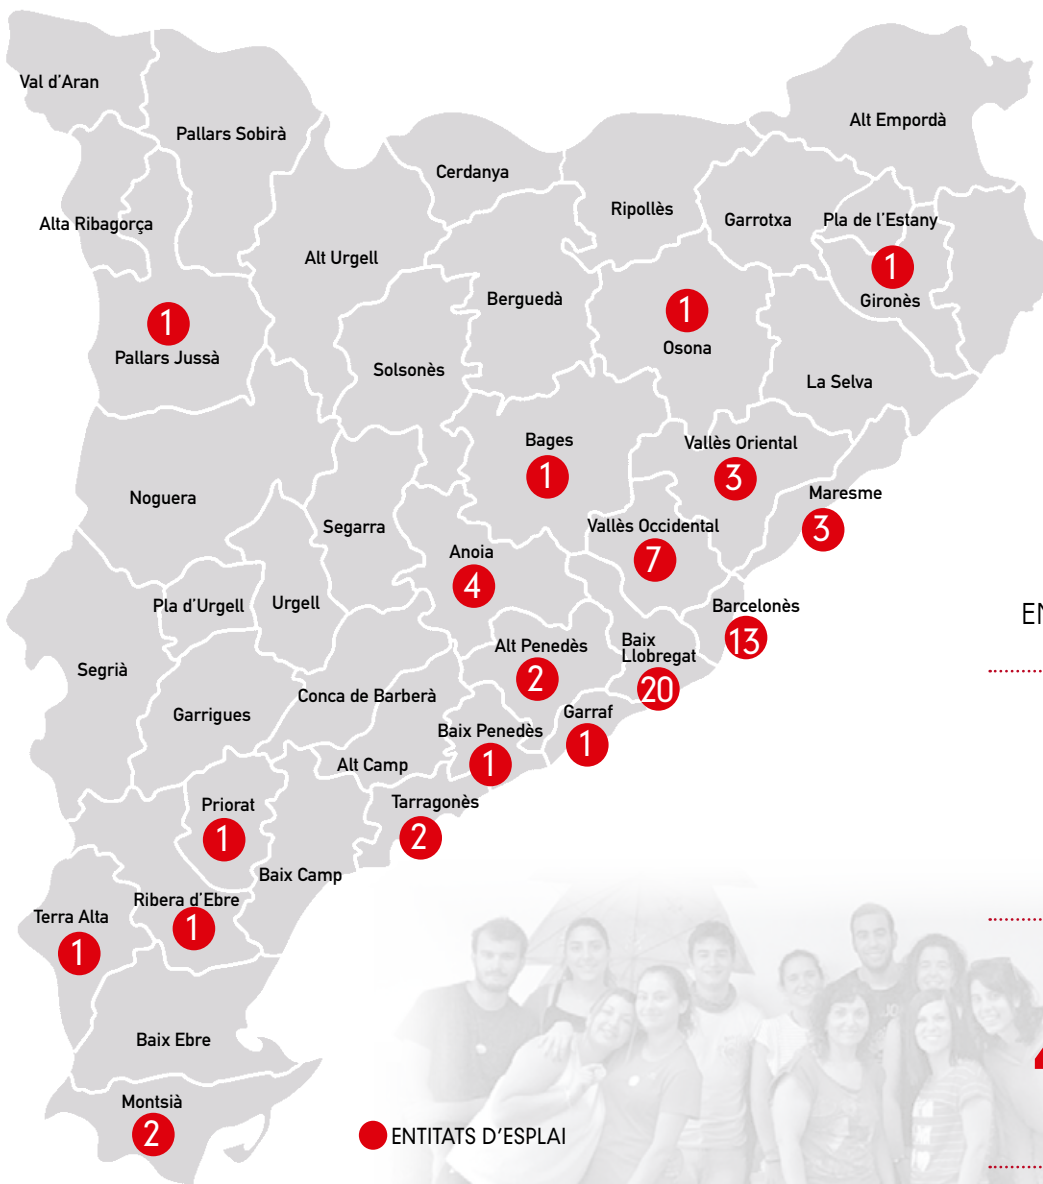 Val d'Aran
Pallars Sobirà
Alt Empordà
Cerdanya
Ripollès
Garrotxa
Pla de l'Estany
Alta Ribagorça
Alt Urgell
1
Gironès
Berguedà
1
Osona
1
Pallars Jussà
Solsonès
La Selva
Bages
1
Vallès Oriental
3
Maresme
3
Noguera
Segarra
Vallès Occidental
7
Anoia
4
Pla d'Urgell
Urgell
Barcelonès
13
EN
Alt Penedès
2
Baix
Llobregat
20
Segrià
Conca de Barberà
Garrigues
Garraf
1
Baix Penedès
1
Alt Camp
Priorat
1
Tarragonès
2
Baix Camp
Ribera d'Ebre
1
Terra Alta
1
Baix Ebre
Montsià
2
ENTITATS D'ESPLAI